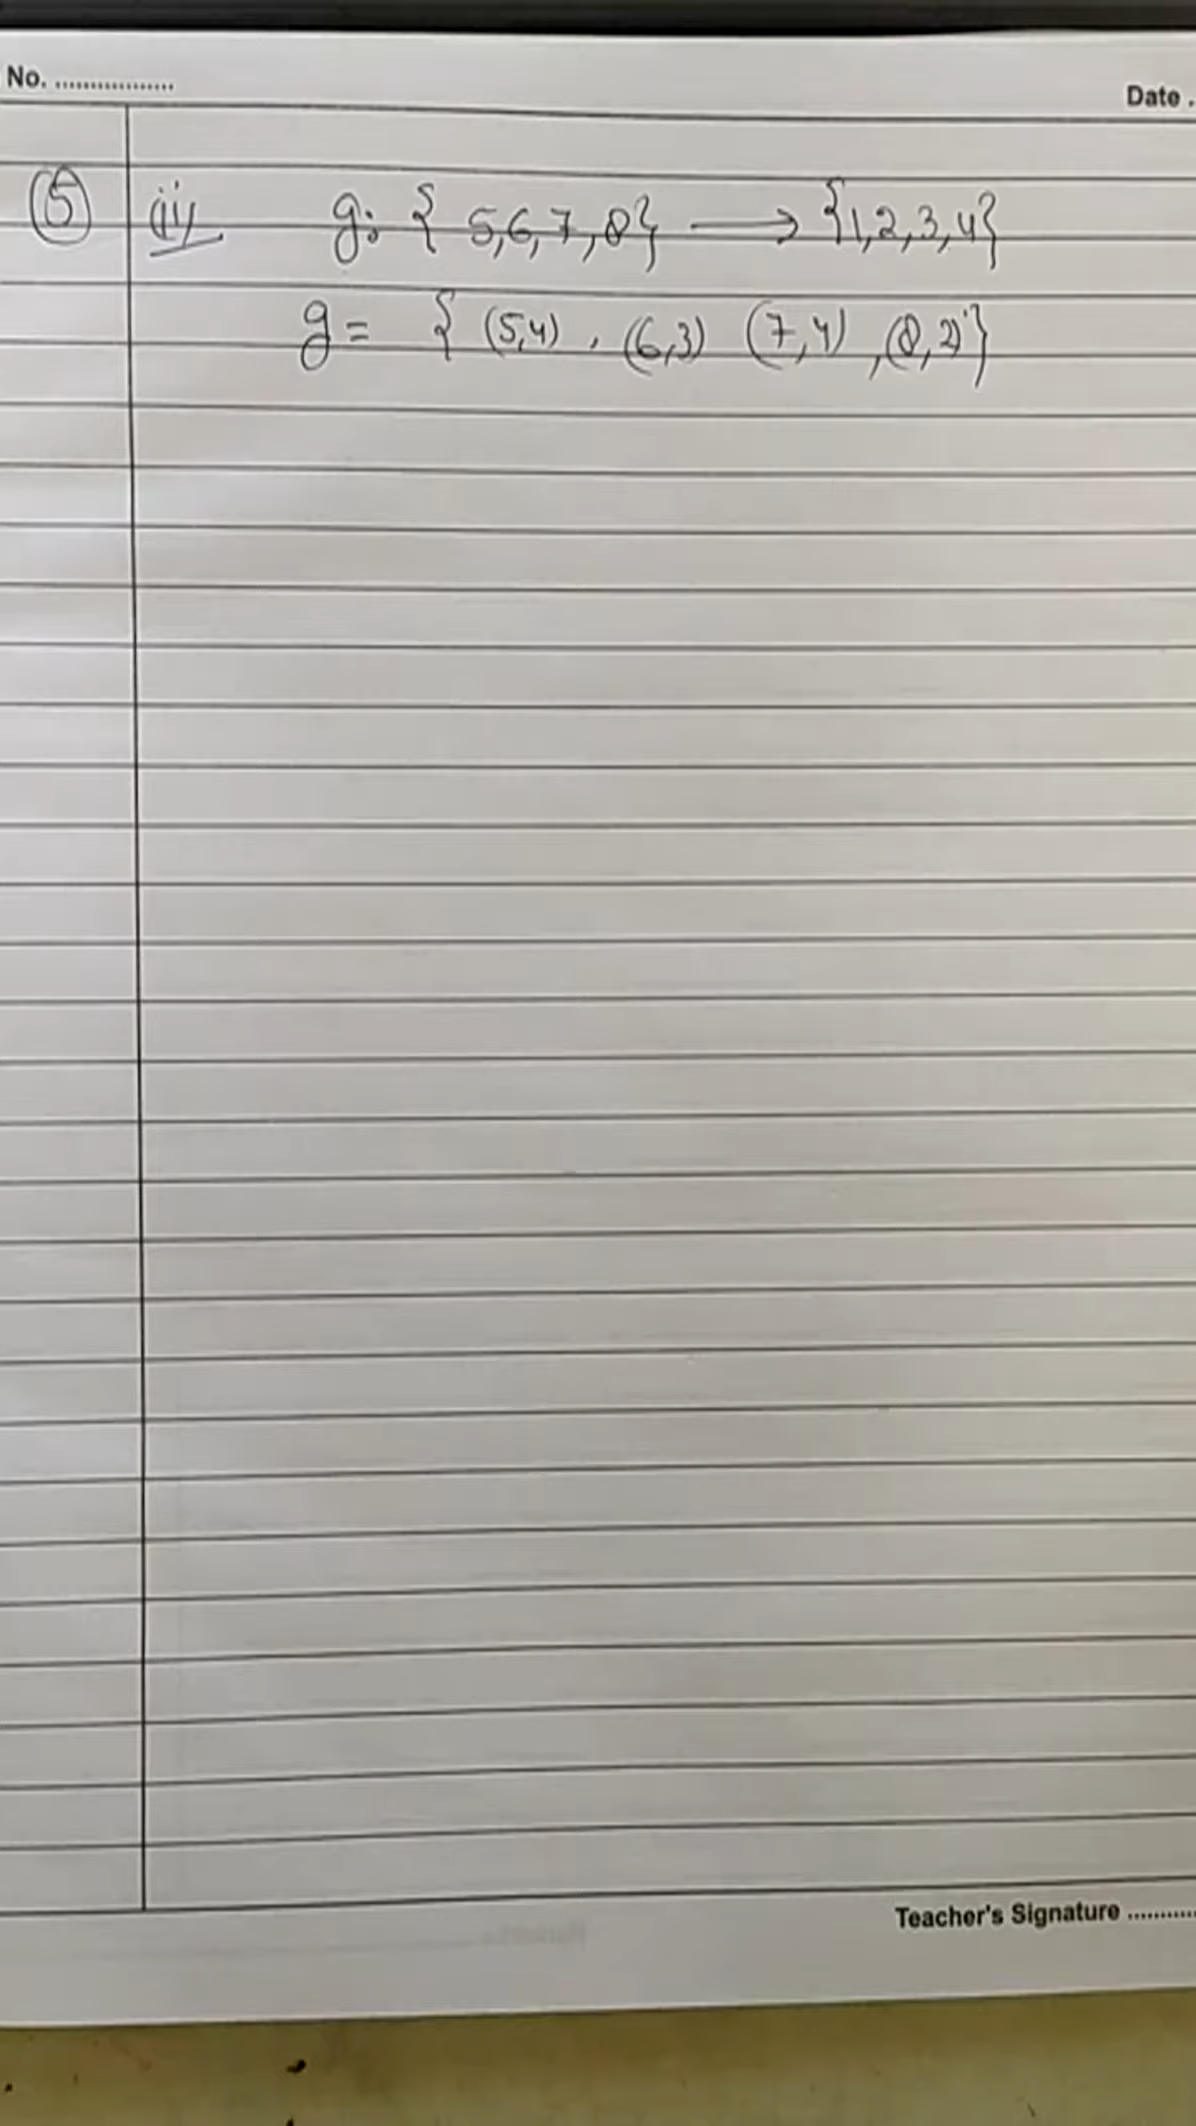 No. .................
Date .
(5) (ii) g: { 5,6,7,8} ⟶ {1,2,3,4}
g = { (5,4) , (6,3) (7,4) , (8,2) }
Teacher's Signature ..........